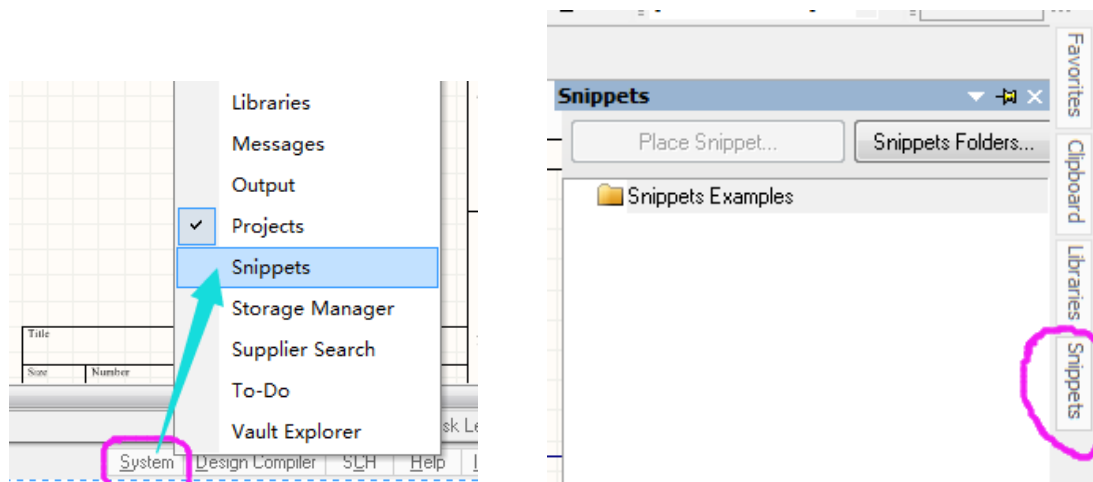 Libraries
Messages
Output
Projects
Snippets
Storage Manager
Supplier Search
To-Do
Vault Explorer
Title
Size Number
sk Le
System Design Compiler SCH Help
Snippets
Place Snippet... Snippets Folders...
Snippets Examples
Favorites
Clipboard
Libraries
Snippets